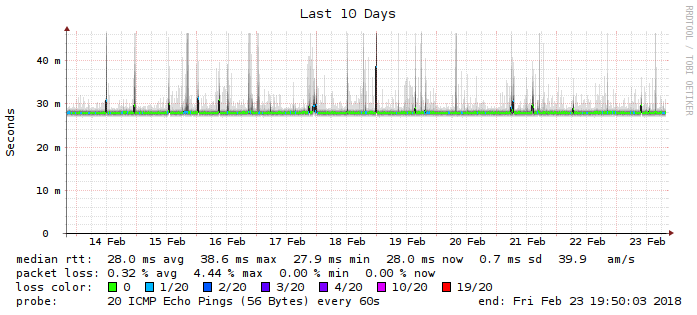 Last 10 Days
RRDTOOL / TOBI OETIKER
Seconds
40 m
30 m
20 m
10 m
0
14 Feb 15 Feb 16 Feb 17 Feb 18 Feb 19 Feb 20 Feb 21 Feb 22 Feb 23 Feb
median rtt: 28.0 ms avg 38.6 ms max 27.9 ms min 28.0 ms now 0.7 ms sd 39.9 am/s
packet loss: 0.32 % avg 4.44 % max 0.00 % min 0.00 % now
loss color: 0 1/20 2/20 3/20 4/20 10/20 19/20
probe: 20 ICMP Echo Pings (56 Bytes) every 60s end: Fri Feb 23 19:50:03 2018